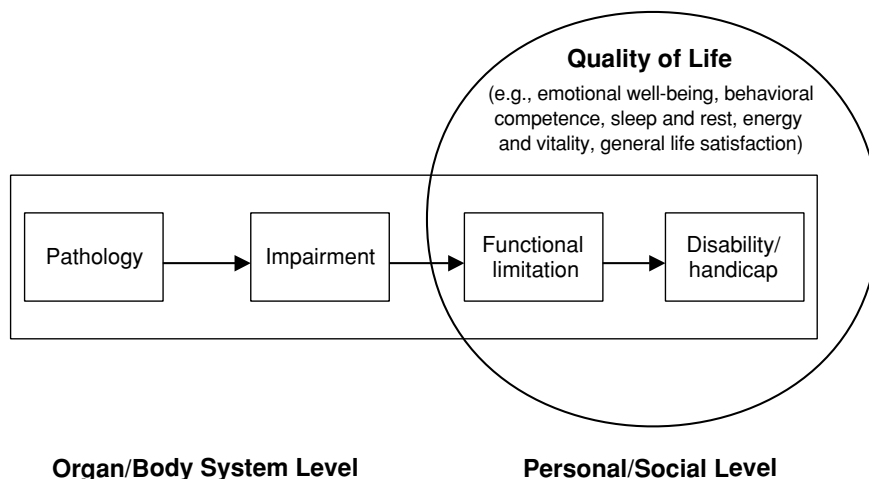 Quality of Life
(e.g., emotional well-being, behavioral
competence, sleep and rest, energy
and vitality, general life satisfaction)
Pathology
Impairment
Functional
limitation
Disability/
handicap
Organ/Body System Level
Personal/Social Level